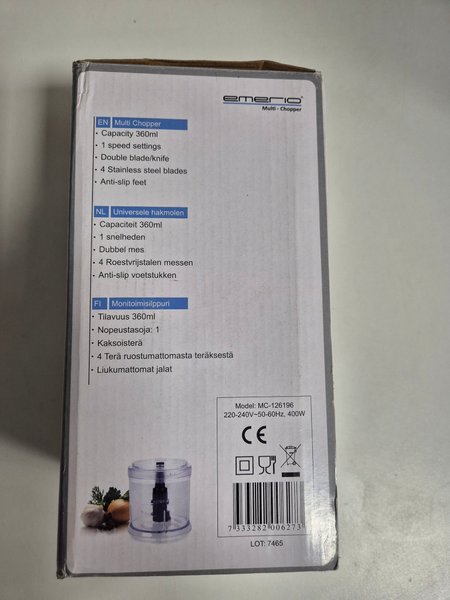 emerio®
Multi - Chopper
EN Multi Chopper
• Capacity 360ml
• 1 speed settings
• Double blade/knife
• 4 Stainless steel blades
• Anti-slip feet
NL Universele hakmolen
• Capaciteit 360ml
• 1 snelheden
• Dubbel mes
• 4 Roestvrijstalen messen
• Anti-slip voetstukken
FI Monitoimisilppuri
• Tilavuus 360ml
• Nopeustasoja: 1
• Kaksoisterä
• 4 Terä ruostumattomasta teräksestä
• Liukumattomat jalat
Model: MC-126196
220-240V~50-60Hz, 400W
CE
7 333282 006273
LOT: 7465